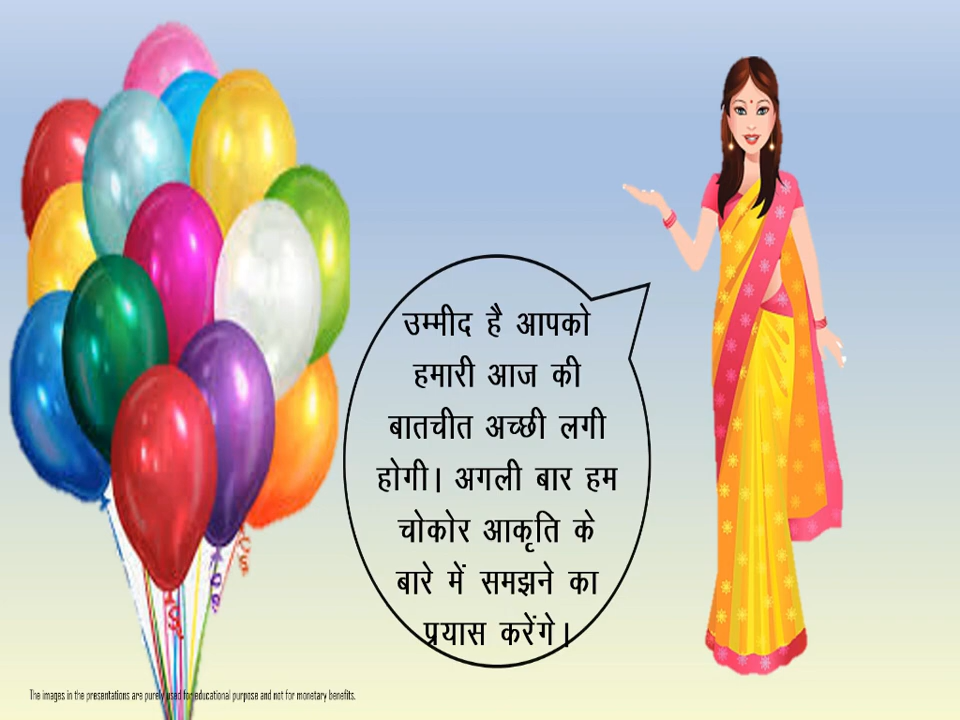 उम्मीद है आपको
हमारी आज की
बातचीत अच्छी लगी
होगी। अगली बार हम
चोकोर आकृति के
बारे में समझने का
प्रयास करेंगे।
The images in the presentations are purely used for educational purpose and not for monetary benefits.